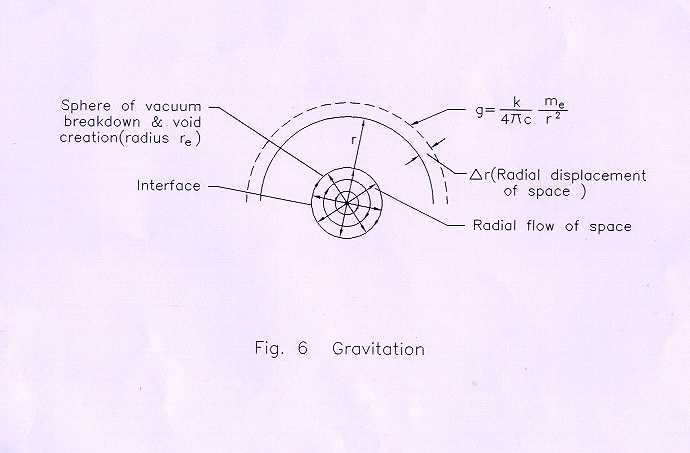 Sphere of vacuum
breakdown & void
creation(radius rₑ)
Interface
r
g= k/4πc mₑ/r²
Δr(Radial displacement
of space )
Radial flow of space
Fig. 6 Gravitation